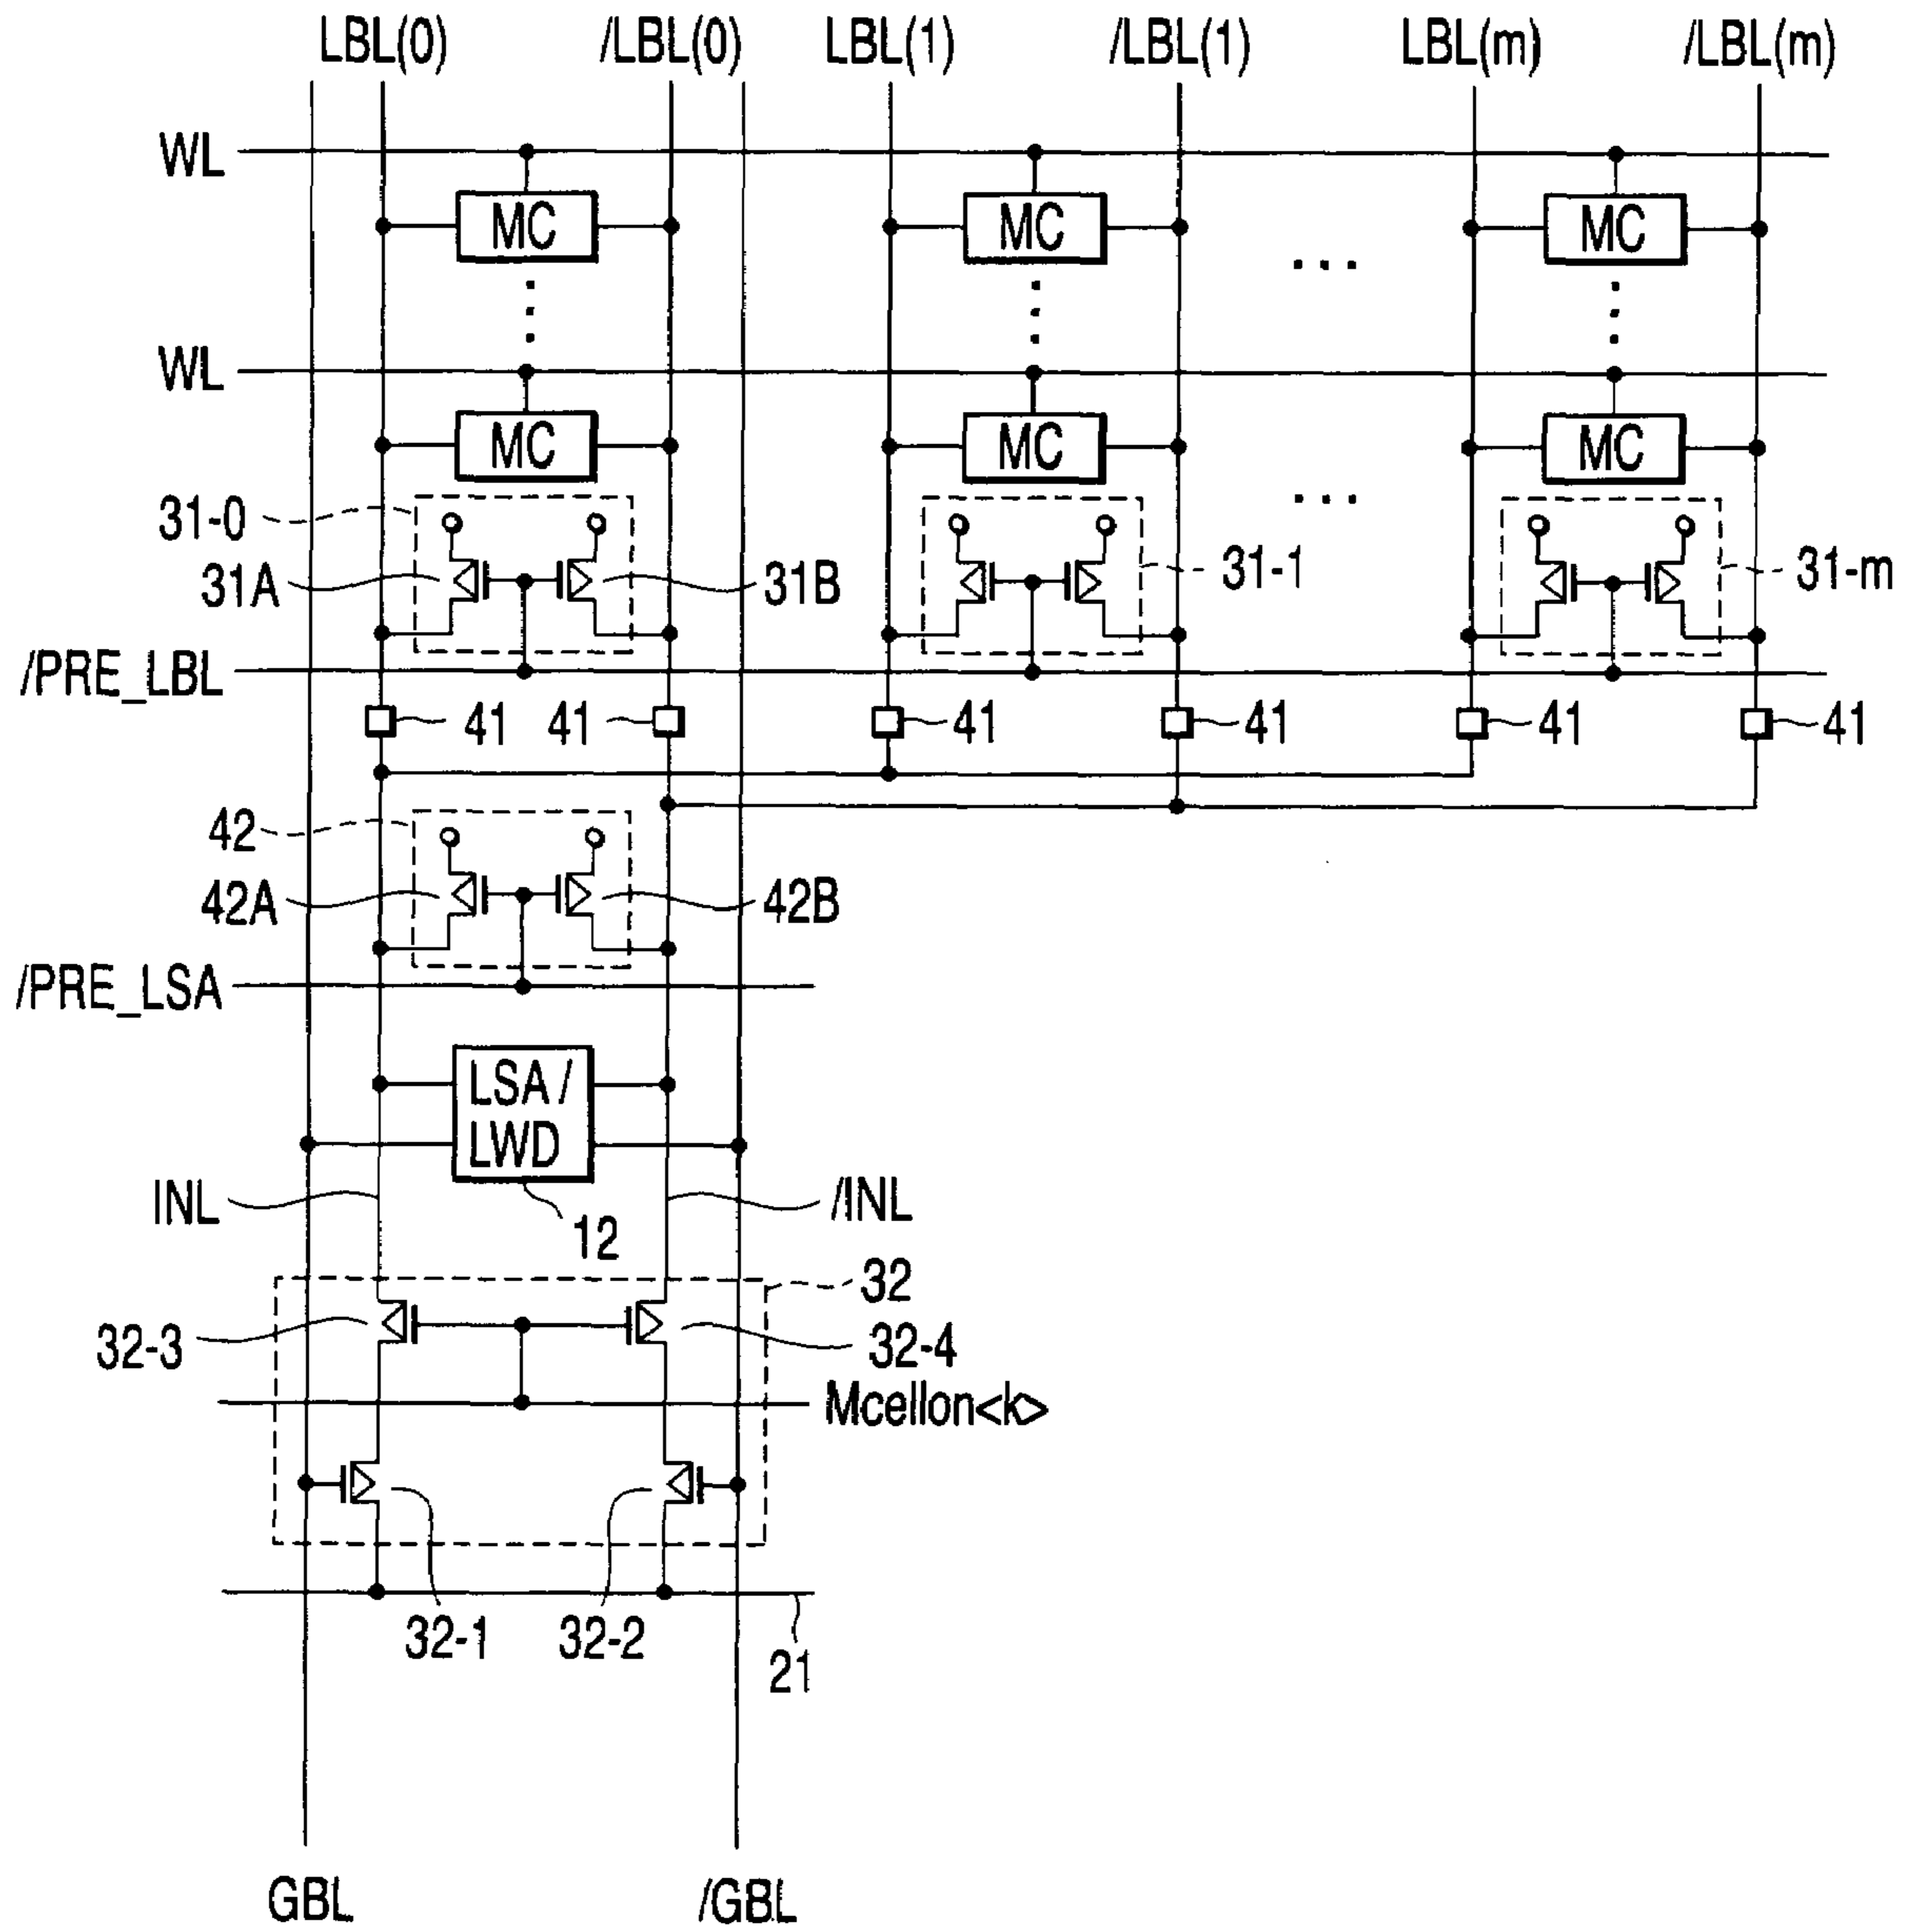 LBL(0) /LBL(0) LBL(1) /LBL(1) LBL(m) /LBL(m)
WL
MC MC MC
WL
MC MC MC
31-0
31A 31B 31-1 31-m
/PRE_LBL
41 41 41 41 41 41
42
42A 42B
/PRE_LSA
LSA/
LWD
INL /INL
12
32
32-3 32-4
Mcellon<k>
32-1 32-2
21
GBL /GBL